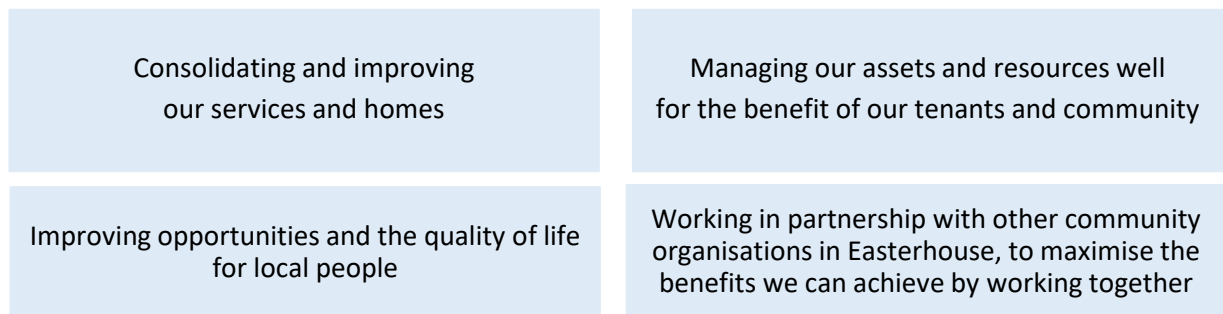 Consolidating and improving
our services and homes
Managing our assets and resources well
for the benefit of our tenants and community
Improving opportunities and the quality of life
for local people
Working in partnership with other community
organisations in Easterhouse, to maximise the
benefits we can achieve by working together